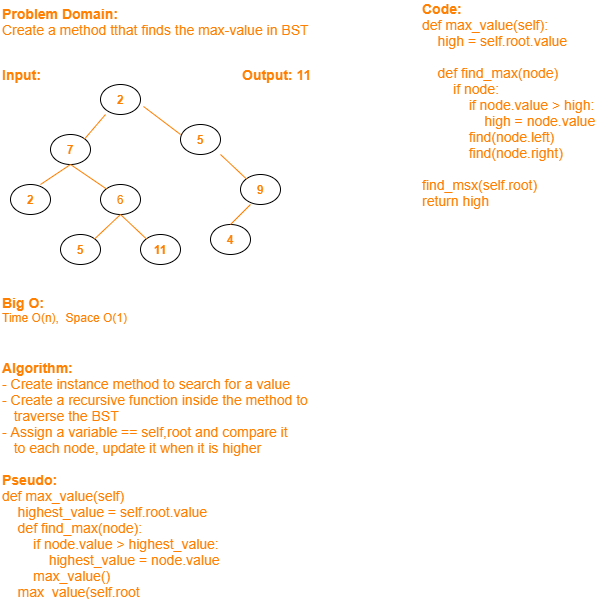 Problem Domain:
Create a method tthat finds the max-value in BST
Input:
Output: 11
2
7
5
2
6
9
5
11
4
Big O:
Time O(n), Space O(1)
Algorithm:
- Create instance method to search for a value
- Create a recursive function inside the method to
traverse the BST
- Assign a variable == self,root and compare it
to each node, update it when it is higher
Pseudo:
def max_value(self)
highest_value = self.root.value
def find_max(node):
if node.value > highest_value:
highest_value = node.value
max_value()
max_value(self.root
Code:
def max_value(self):
high = self.root.value
def find_max(node)
if node:
if node.value > high:
high = node.value
find(node.left)
find(node.right)
find_msx(self.root)
return high